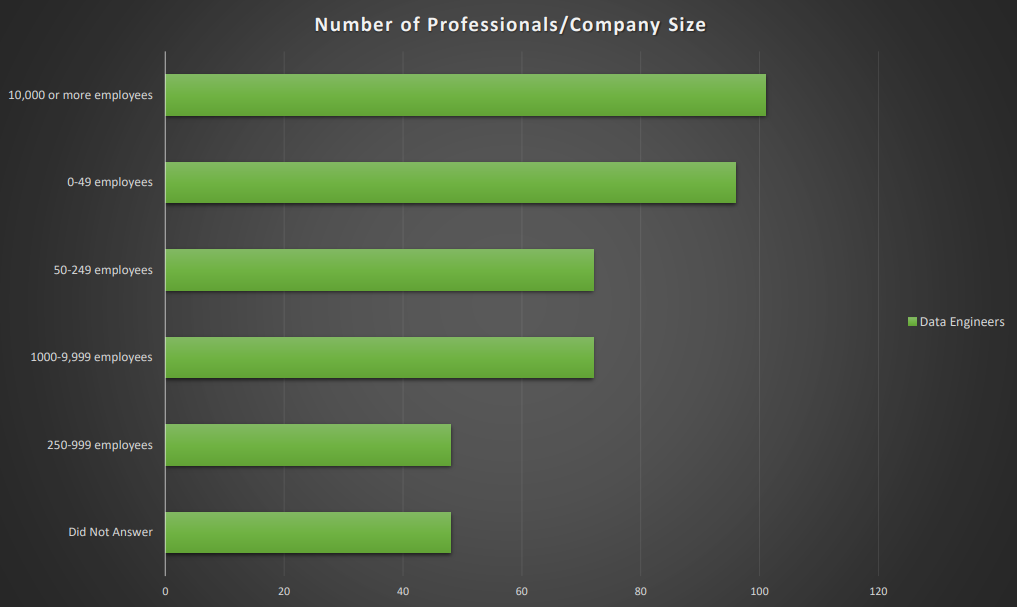 Number of Professionals/Company Size
10,000 or more employees
0-49 employees
50-249 employees
1000-9,999 employees
250-999 employees
Did Not Answer
Data Engineers
0 20 40 60 80 100 120